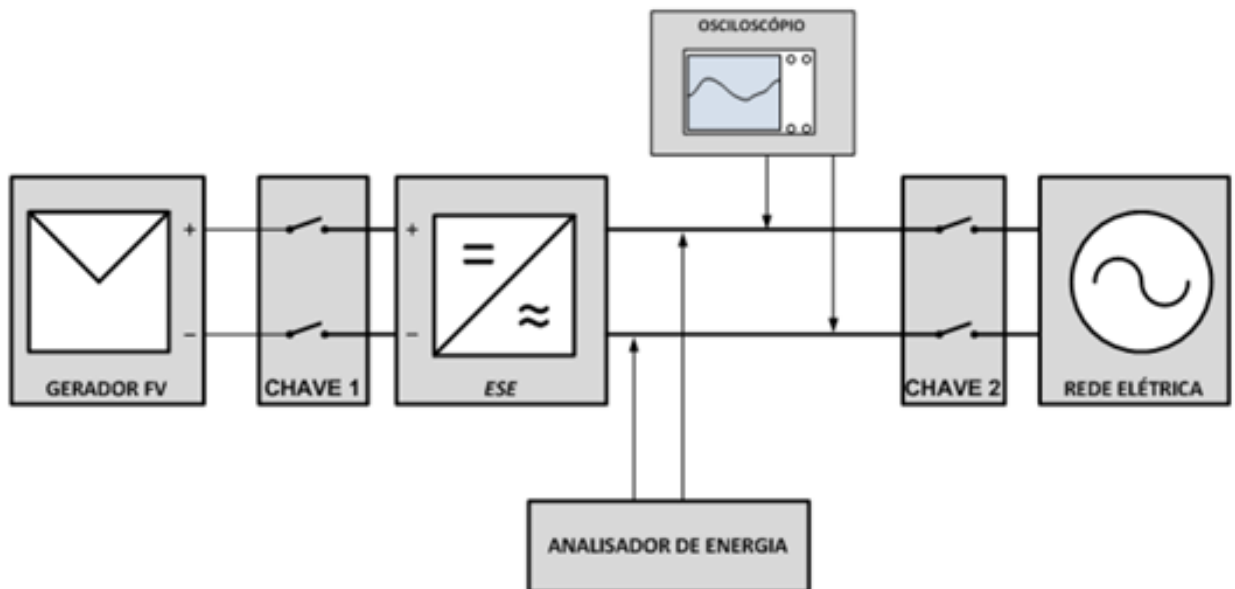 OSCILOSCÓPIO
+
−
GERADOR FV
CHAVE 1
+
−
ESE
CHAVE 2
REDE ELÉTRICA
ANALISADOR DE ENERGIA